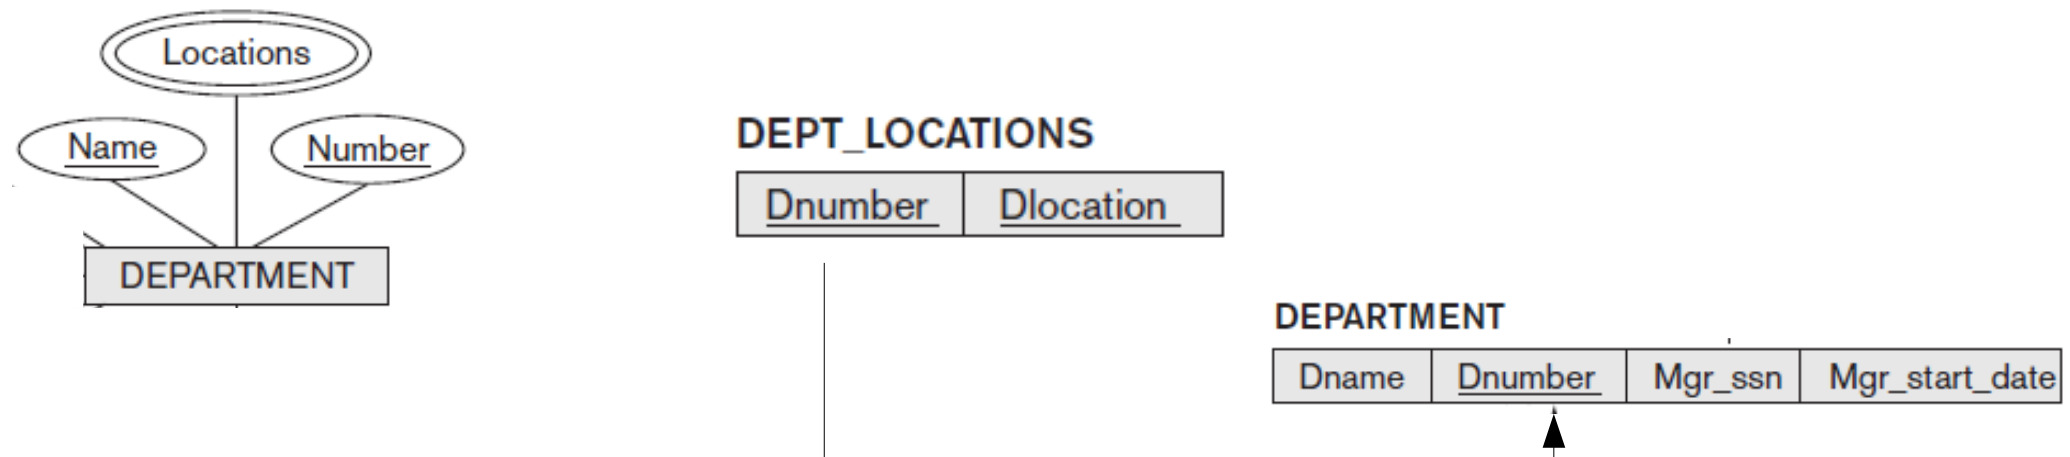 Locations
Name
Number
DEPARTMENT
DEPT_LOCATIONS
Dnumber
Dlocation
DEPARTMENT
Dname
Dnumber
Mgr_ssn
Mgr_start_date